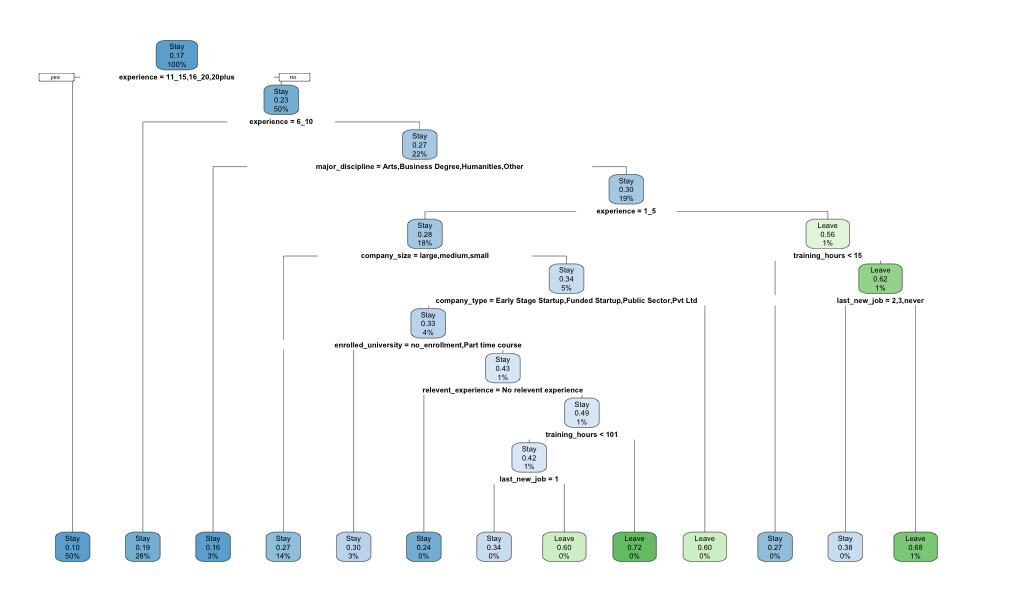 Stay
0.17
100%
yes
experience = 11_15,16_20,20plus
no
Stay
0.23
50%
experience = 6_10
Stay
0.27
22%
major_discipline = Arts,Business Degree,Humanities,Other
Stay
0.30
19%
experience = 1_5
Stay
0.28
18%
Leave
0.56
1%
company_size = large,medium,small
training_hours < 15
Stay
0.34
5%
Leave
0.62
1%
company_type = Early Stage Startup,Funded Startup,Public Sector,Pvt Ltd
last_new_job = 2,3,never
Stay
0.33
4%
enrolled_university = no_enrollment,Part time course
Stay
0.43
1%
relevent_experience = No relevent experience
Stay
0.49
1%
training_hours < 101
Stay
0.42
1%
last_new_job = 1
Stay
0.10
50%
Stay
0.19
28%
Stay
0.16
3%
Stay
0.27
14%
Stay
0.30
3%
Stay
0.24
0%
Stay
0.34
0%
Leave
0.60
0%
Leave
0.72
0%
Leave
0.60
0%
Stay
0.27
0%
Stay
0.38
0%
Leave
0.68
1%